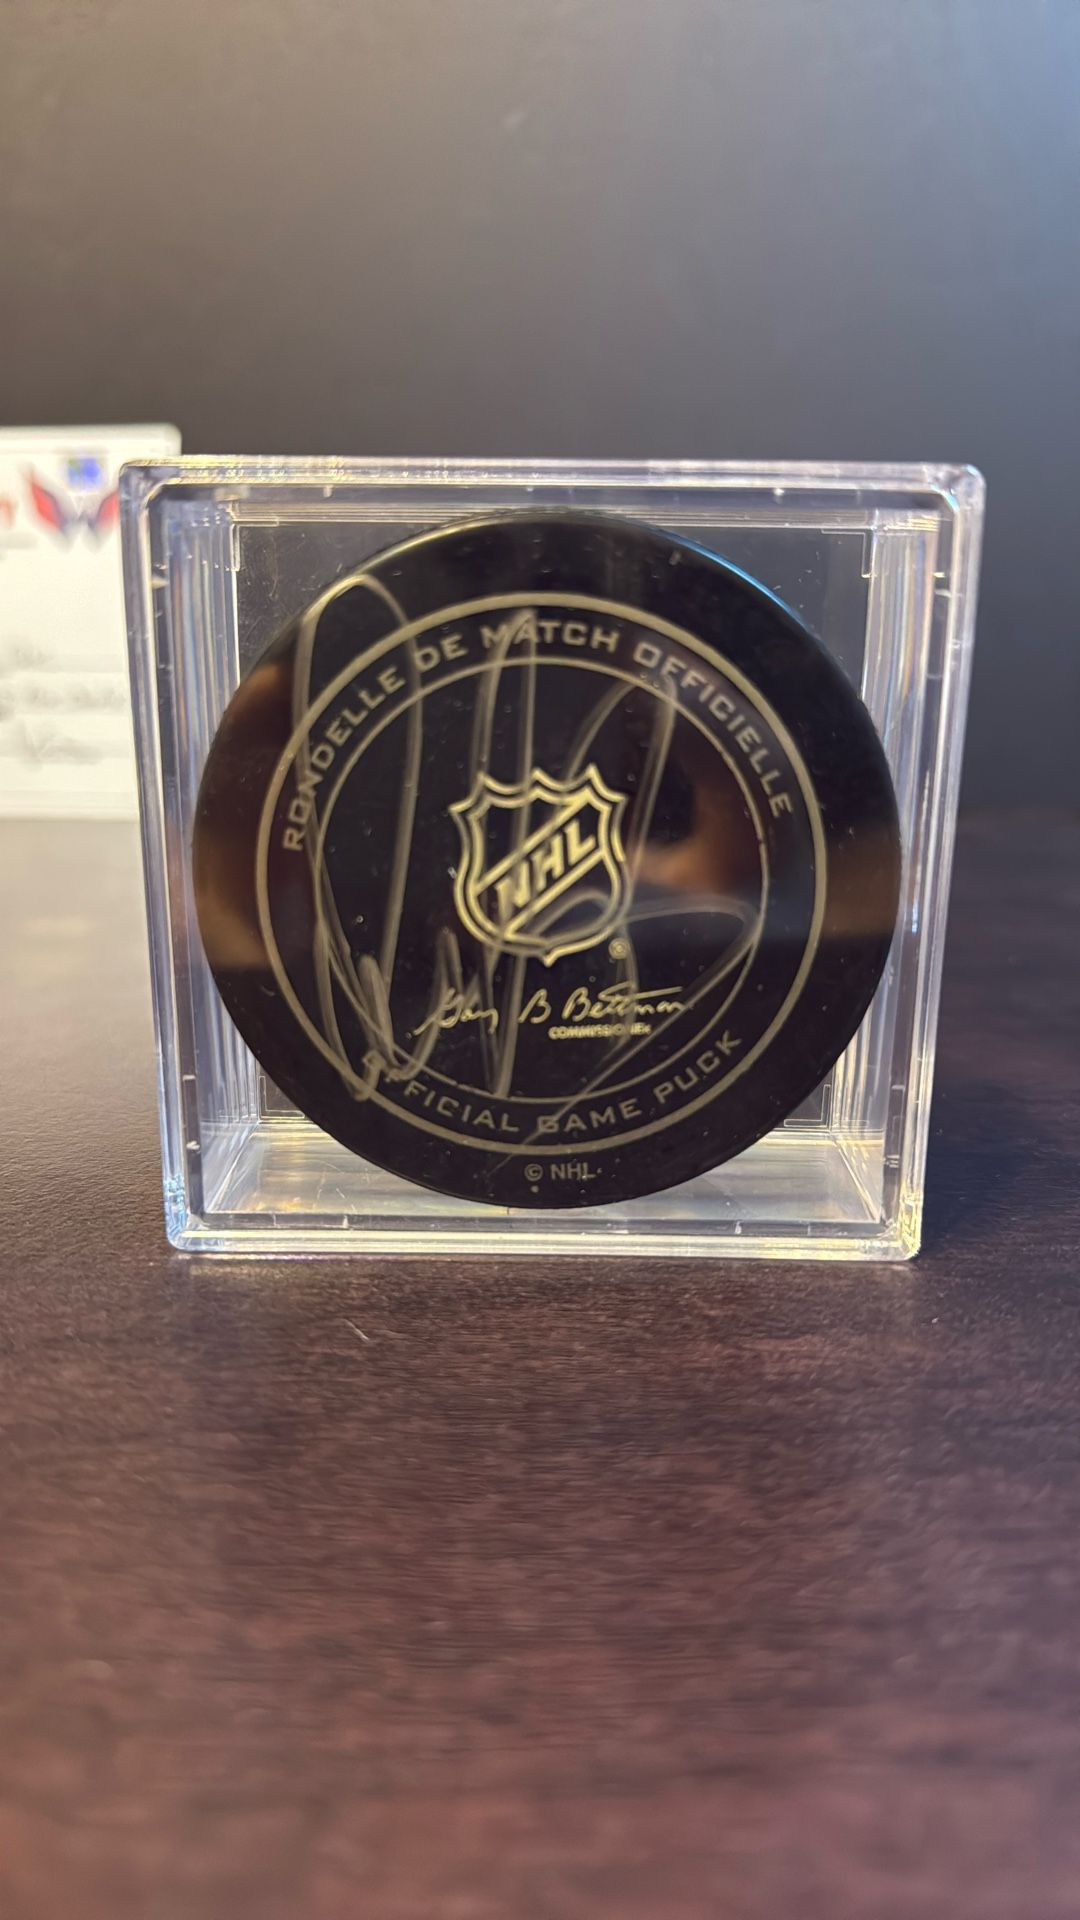 RONDELLE DE MATCH OFFICIELLE
NHL
®
Gary B Bettman
COMMISSIONER
OFFICIAL GAME PUCK
© NHL